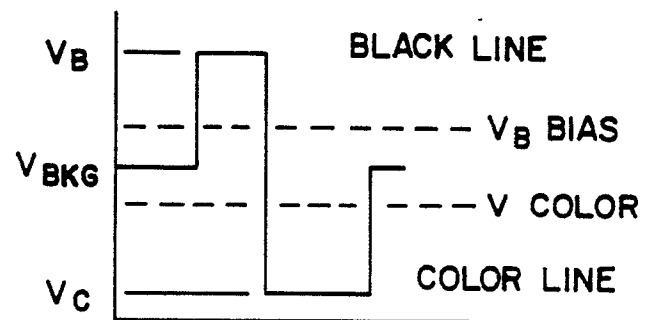 V_B BLACK LINE
V_B BIAS
V_BKG
V COLOR
V_C COLOR LINE